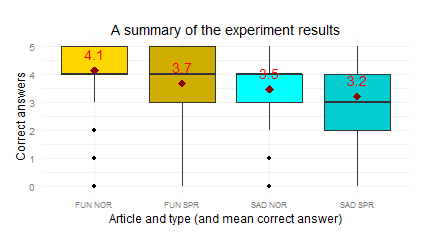 A summary of the experiment results
Correct answers
5
4
3
2
1
0
4.1
3.7
3.5
3.2
FUN NOR
FUN SPR
SAD NOR
SAD SPR
Article and type (and mean correct answer)